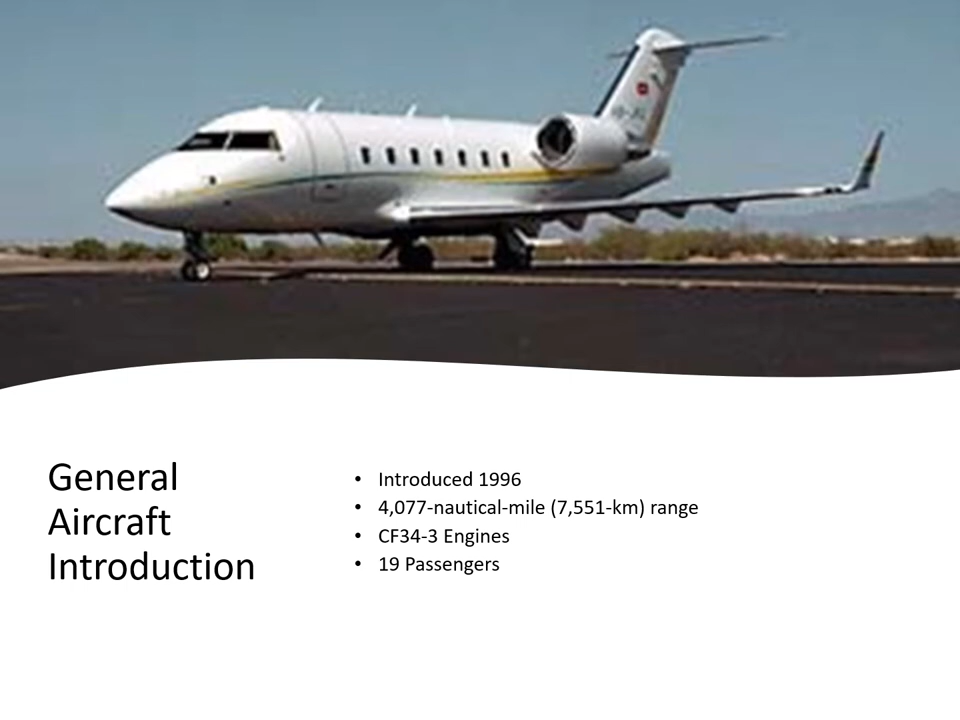 General
Aircraft
Introduction
• Introduced 1996
• 4,077-nautical-mile (7,551-km) range
• CF34-3 Engines
• 19 Passengers